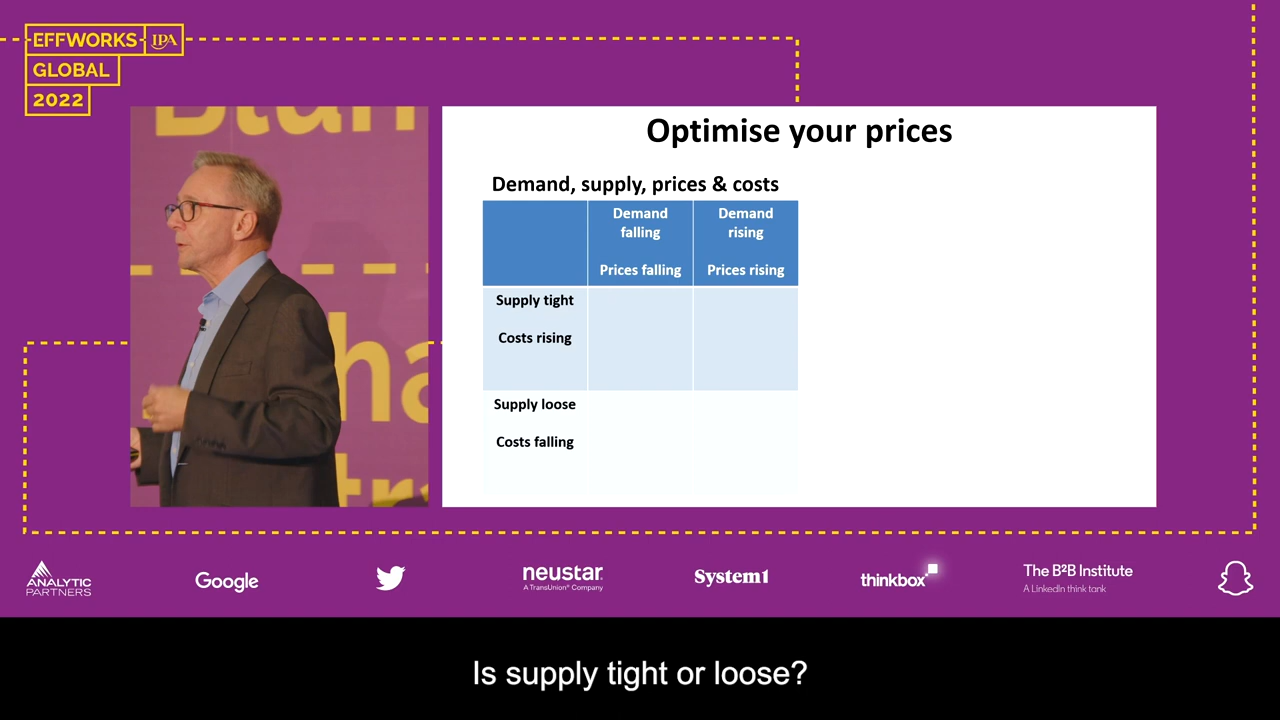 EFFWORKS IPA
GLOBAL
2022
Optimise your prices
Demand, supply, prices & costs
Demand
falling
Prices falling
Demand
rising
Prices rising
Supply tight
Costs rising
Supply loose
Costs falling
ANALYTIC
PARTNERS
Google
neustar
A TransUnion® Company
System1
thinkbox
The B²B Institute
A LinkedIn think tank
Is supply tight or loose?